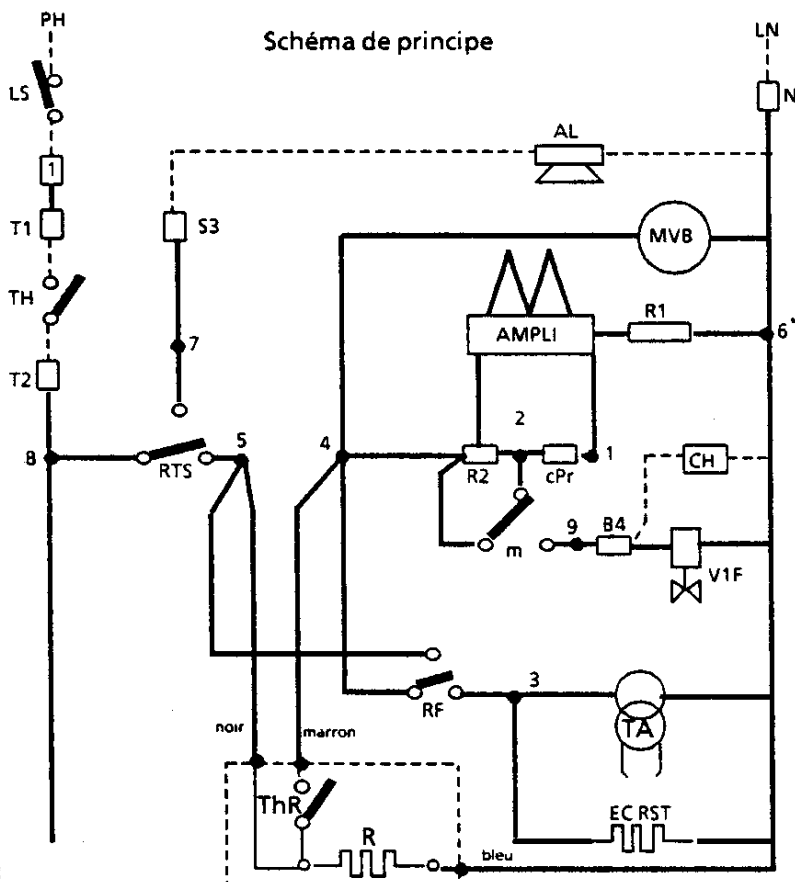 PH
Schéma de principe
LN
LS
N
AL
1
T1
S3
MVB
TH
7
R1
AMPLI
6
T2
2
8
5
4
1
RTS
R2
cPr
CH
9
B4
m
V1F
3
RF
TA
noir
marron
ThR
EC RST
R
bleu